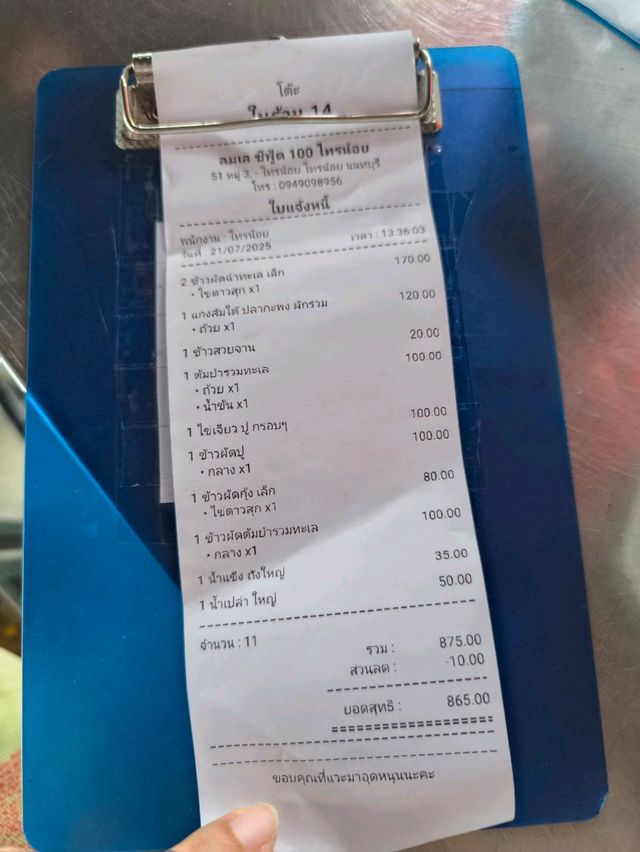 โต๊ะ
14
ลมเล ซีฟู้ด 100 ไทรน้อย
51 หมู่ 3, - ไทรน้อย ไทรน้อย นนทบุรี
โทร : 0949098956
ใบแจ้งหนี้
พนักงาน : ไทรน้อย
วันที่ : 21/07/2025 เวลา : 13:36:03
2 ข้าวผัดฉ่าทะเล เล็ก 170.00
• ไข่ดาวสุก x1
1 แกงส้มใต้ ปลากะพง ผักรวม 120.00
• ถ้วย x1
1 ข้าวสวยจาน 20.00
1 ต้มยำรวมทะเล 100.00
• ถ้วย x1
• น้ำข้น x1
1 ไข่เจียว ปู กรอบๆ 100.00
1 ข้าวผัดปู 100.00
• กลาง x1
1 ข้าวผัดกุ้ง เล็ก 80.00
• ไข่ดาวสุก x1
1 ข้าวผัดต้มยำรวมทะเล 100.00
• กลาง x1
1 น้ำแข็ง ถังใหญ่ 35.00
1 น้ำเปล่า ใหญ่ 50.00
จำนวน : 11 รวม : 875.00
ส่วนลด : -10.00
ยอดสุทธิ : 865.00
ขอบคุณที่แวะมาอุดหนุนนะคะ